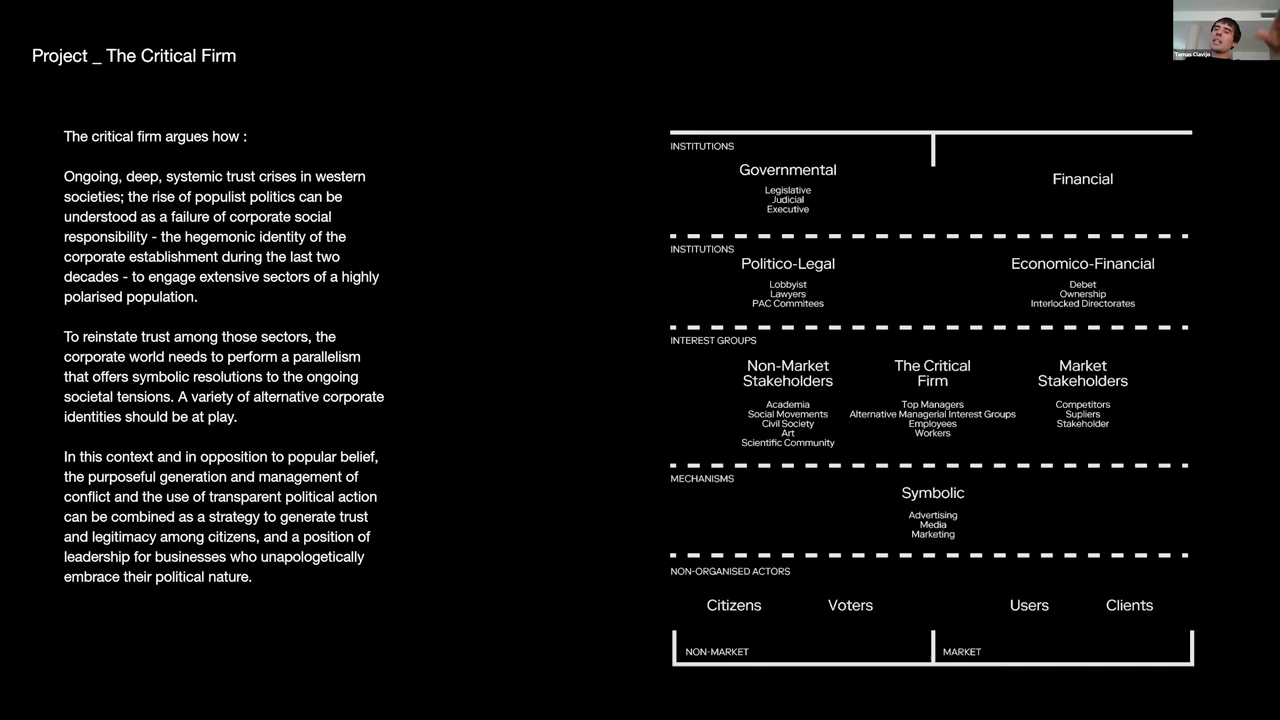 Project _ The Critical Firm
Tomas Clavijo
The critical firm argues how :
Ongoing, deep, systemic trust crises in western
societies; the rise of populist politics can be
understood as a failure of corporate social
responsibility - the hegemonic identity of the
corporate establishment during the last two
decades - to engage extensive sectors of a highly
polarised population.
To reinstate trust among those sectors, the
corporate world needs to perform a parallelism
that offers symbolic resolutions to the ongoing
societal tensions. A variety of alternative corporate
identities should be at play.
In this context and in opposition to popular belief,
the purposeful generation and management of
conflict and the use of transparent political action
can be combined as a strategy to generate trust
and legitimacy among citizens, and a position of
leadership for businesses who unapologetically
embrace their political nature.
INSTITUTIONS
Governmental
Legislative
Judicial
Executive
Financial
INSTITUTIONS
Politico-Legal
Lobbyist
Lawyers
PAC Commitees
Economico-Financial
Debet
Ownership
Interlocked Directorates
INTEREST GROUPS
Non-Market
Stakeholders
Academia
Social Movements
Civil Society
Art
Scientific Community
The Critical
Firm
Top Managers
Alternative Managerial Interest Groups
Employees
Workers
Market
Stakeholders
Competitors
Supliers
Stakeholder
MECHANISMS
Symbolic
Advertising
Media
Marketing
NON-ORGANISED ACTORS
Citizens
Voters
Users
Clients
NON-MARKET
MARKET